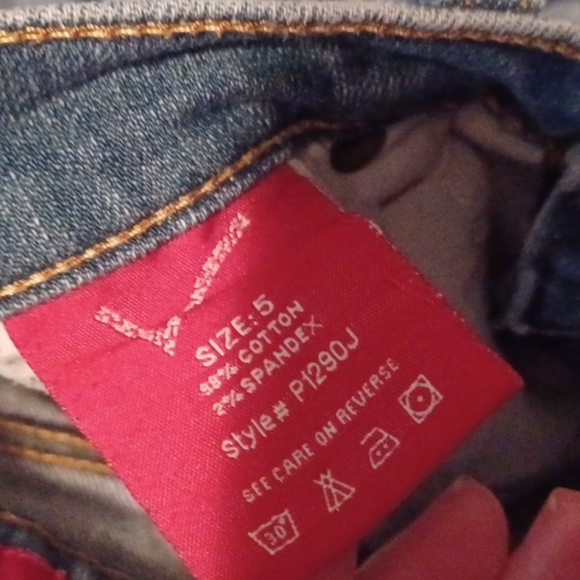 SIZE: 5
98% COTTON
2% SPANDEX
Style# P1290J
SEE CARE ON REVERSE
30